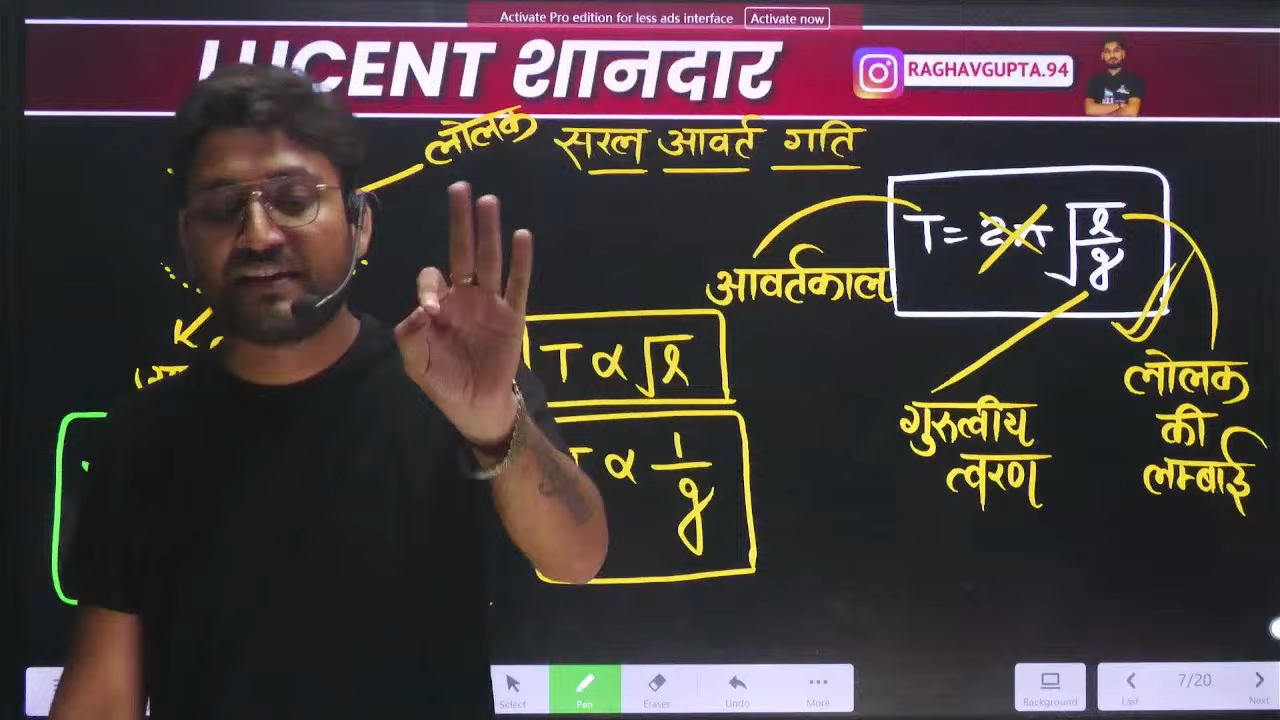 Activate Pro edition for less ads interface Activate now
LUCENT शानदार
RAGHAVGUPTA.94
लोलक सरल आवर्त गति
T = 2π √l/g
आवर्तकाल
T ∝ √l
लोलक
की
लम्बाई
गुरुत्वीय
त्वरण
T ∝ 1/g
Select
Pen
Eraser
Undo
More
Background
Last
7/20
Next